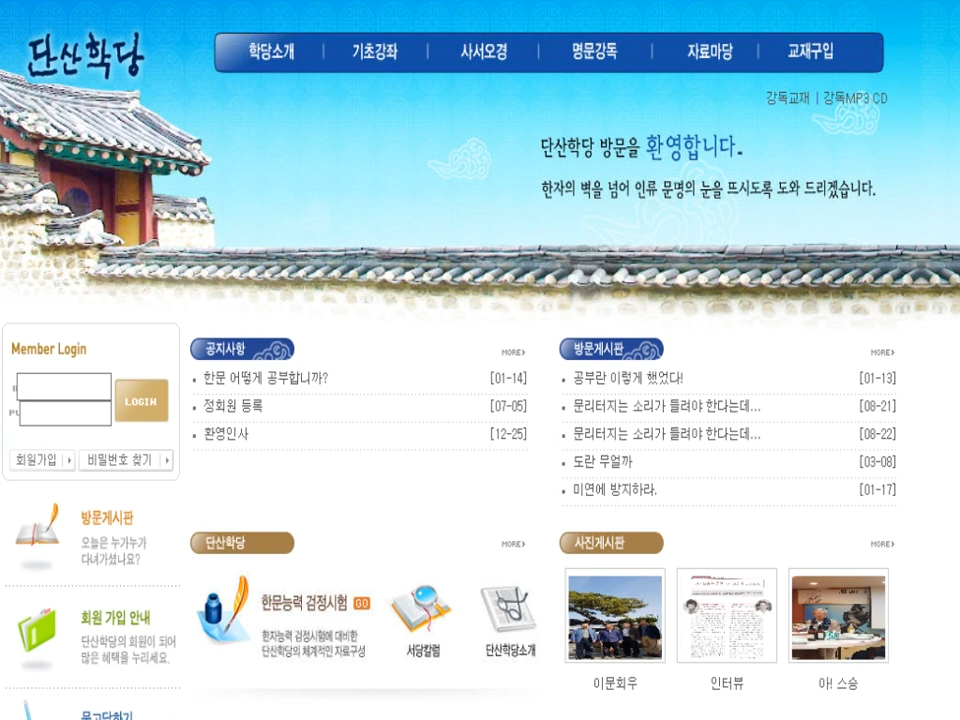 단산학당
학당소개 | 기초강좌 | 사서오경 | 명문감독 | 자료마당 | 교재구입
강독교재 | 강독MP3 CD
단산학당 방문을 환영합니다.
한자의 벽을 넘어 인류 문명의 눈을 뜨시도록 도와 드리겠습니다.
Member Login
LOGIN
회원가입
비밀번호 찾기
방문게시판
오늘은 누가누가
다녀가셨나요?
회원 가입 안내
단산학당의 회원이 되어
많은 혜택을 누리세요.
공지사항
MORE
한문 어떻게 공부합니까? [01-14]
정회원 등록 [07-05]
환영인사 [12-25]
방문게시판
MORE
공부란 이렇게 했었다! [01-13]
문리터지는 소리가 들려야 한다는데... [08-21]
문리터지는 소리가 들려야 한다는데... [08-22]
도란 무얼까 [03-08]
미연에 방지하라. [01-17]
단산학당
MORE
한문능력 검정시험 GO
한자능력 검정시험에 대비한
단산학당의 체계적인 자료구성
서당칼럼
단산학당소개
사진게시판
MORE
이문회우
인터뷰
아! 스승